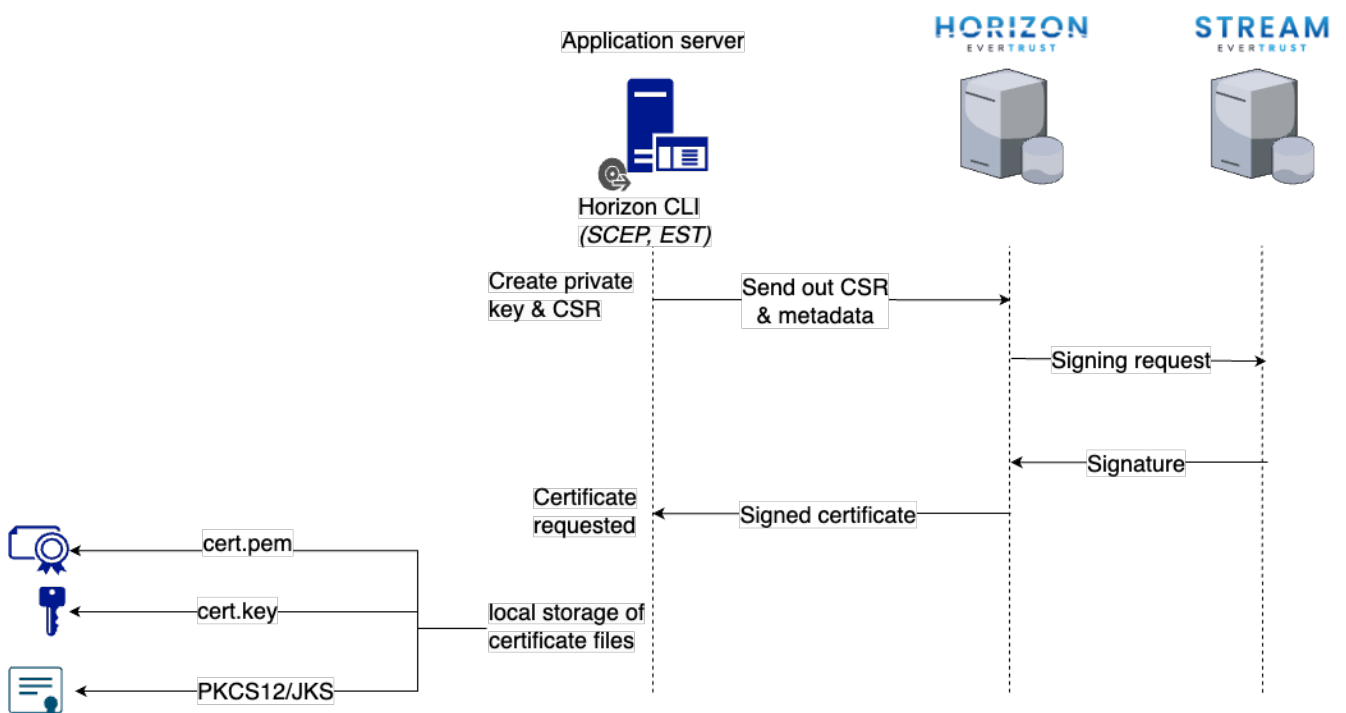 HORIZON
EVERTRUST
STREAM
EVERTRUST
Application server
Horizon CLI
(SCEP, EST)
Create private
key & CSR
Send out CSR
& metadata
Signing request
Signature
Certificate
requested
Signed certificate
cert.pem
cert.key
local storage of
certificate files
PKCS12/JKS